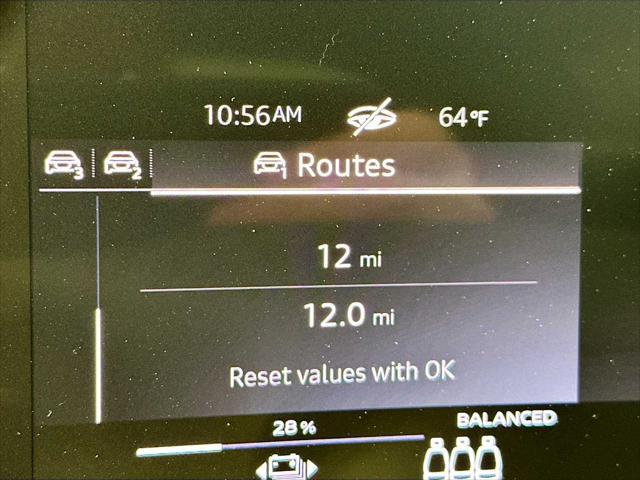 10:56AM 64°F
3 2 1 Routes
12 mi
12.0 mi
Reset values with OK
28 % BALANCED